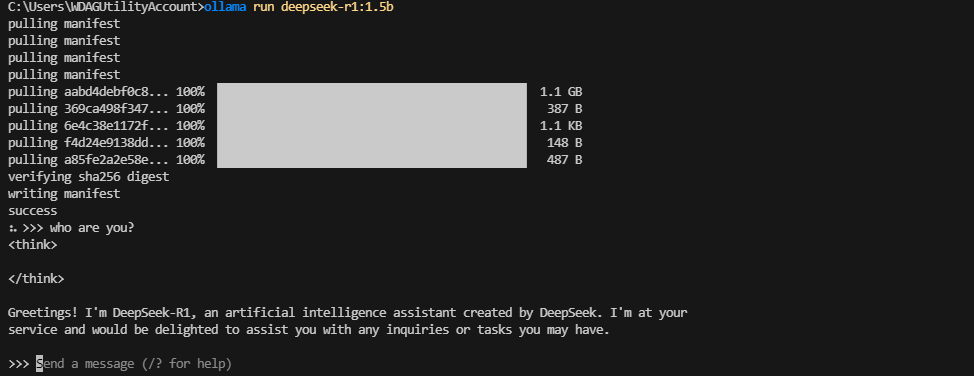 C:\Users\WDAGUtilityAccount>ollama run deepseek-r1:1.5b
pulling manifest
pulling manifest
pulling manifest
pulling manifest
pulling aabd4debf0c8... 100% 1.1 GB
pulling 369ca498f347... 100% 387 B
pulling 6e4c38e1172f... 100% 1.1 KB
pulling f4d24e9138dd... 100% 148 B
pulling a85fe2a2e58e... 100% 487 B
verifying sha256 digest
writing manifest
success
⠦ >>> who are you?
<think>
</think>
Greetings! I'm DeepSeek-R1, an artificial intelligence assistant created by DeepSeek. I'm at your
service and would be delighted to assist you with any inquiries or tasks you may have.
>>> Send a message (/? for help)